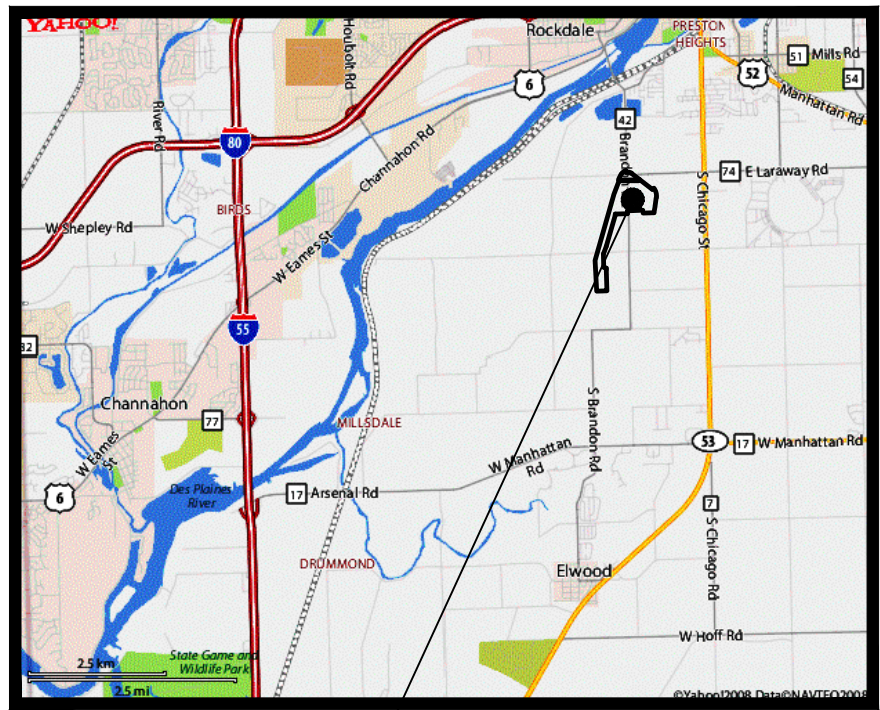 YAHOO!
Rockdale
PRESTON
HEIGHTS
51
Mills Rd
Houbolt Rd
6
52
54
Manhattan Rd
River Rd
42
80
Channahon Rd
Brandon
74
E Laraway Rd
BIRDS
S Chicago St
W Shepley Rd
W Eames St
55
32
Channahon
77
MILLSDALE
S Brandon Rd
W Eames
St
53
17
W Manhattan Rd
W Manhattan
Rd
6
Des Plaines
River
17
Arsenal Rd
7
S Chicago Rd
DRUMMOND
Elwood
W Hoff Rd
State Game and
Wildlife Park
2.5 km
2.5 mi
©Yahoo!2008 Data©NAVTEQ2008